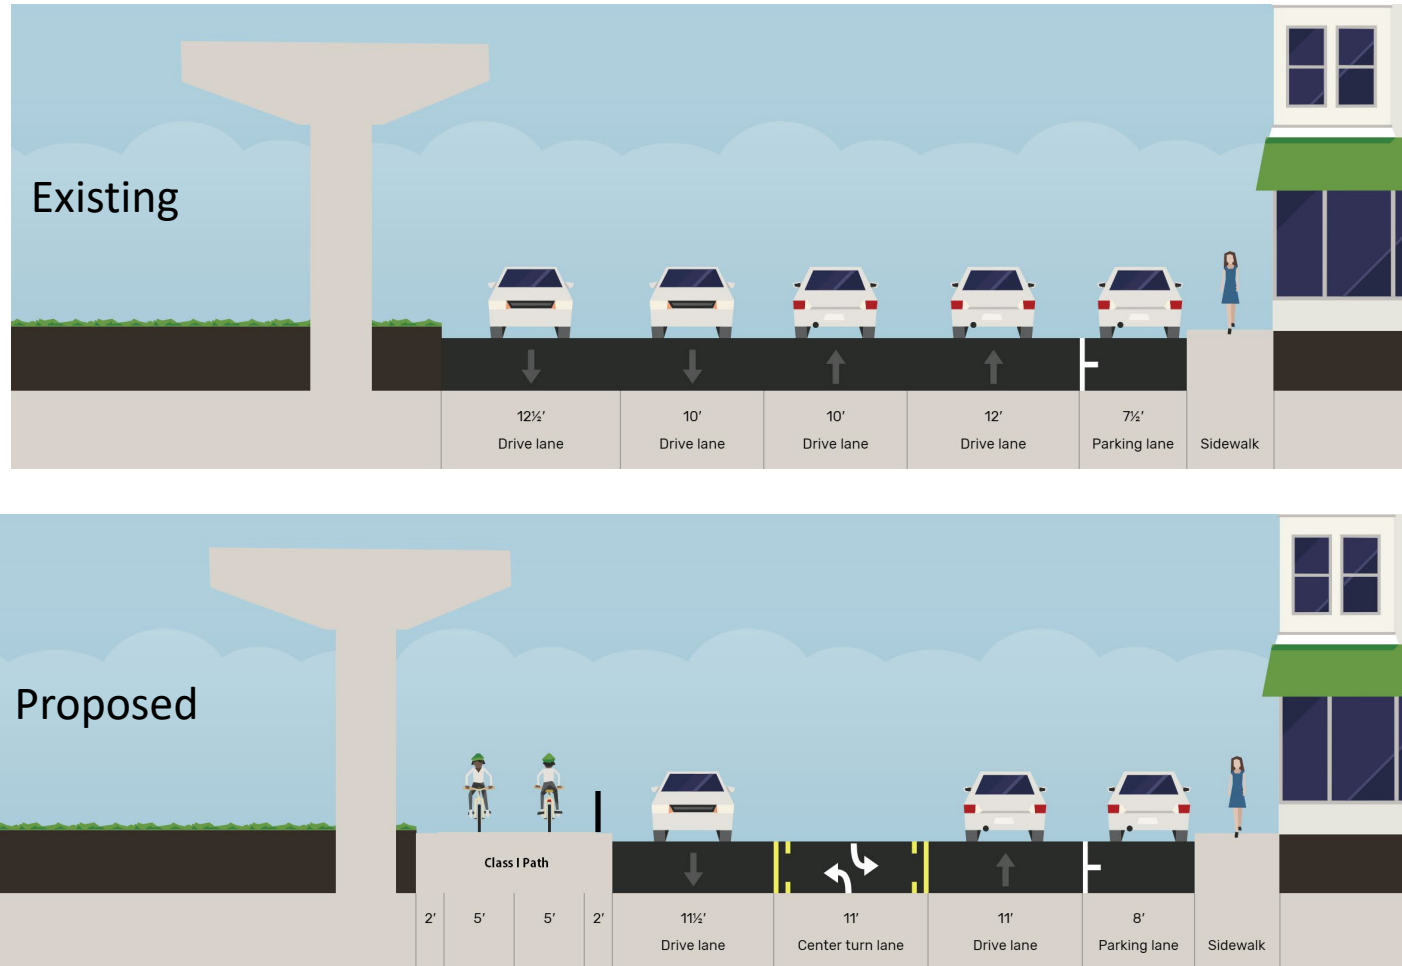 Existing
12½’ 10’ 10’ 12’ 7½’
Drive lane Drive lane Drive lane Drive lane Parking lane Sidewalk
Proposed
Class I Path
2’ 5’ 5’ 2’ 11½’ 11’ 11’ 8’
Drive lane Center turn lane Drive lane Parking lane Sidewalk